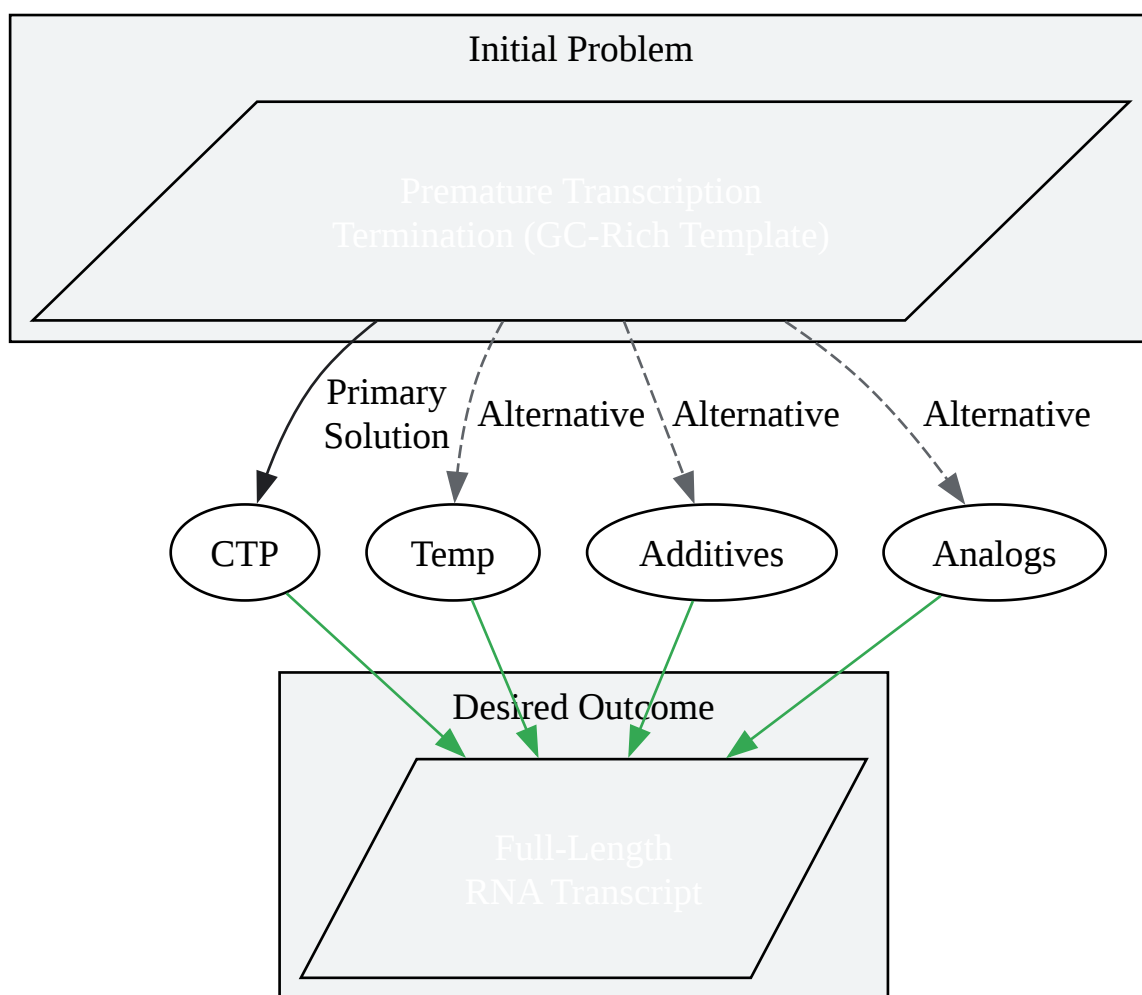 Initial Problem
Premature Transcription
Termination (GC-Rich Template)
Primary
Solution
Alternative
Alternative
Alternative
CTP
Temp
Additives
Analogs
Desired Outcome
Full-Length
RNA Transcript